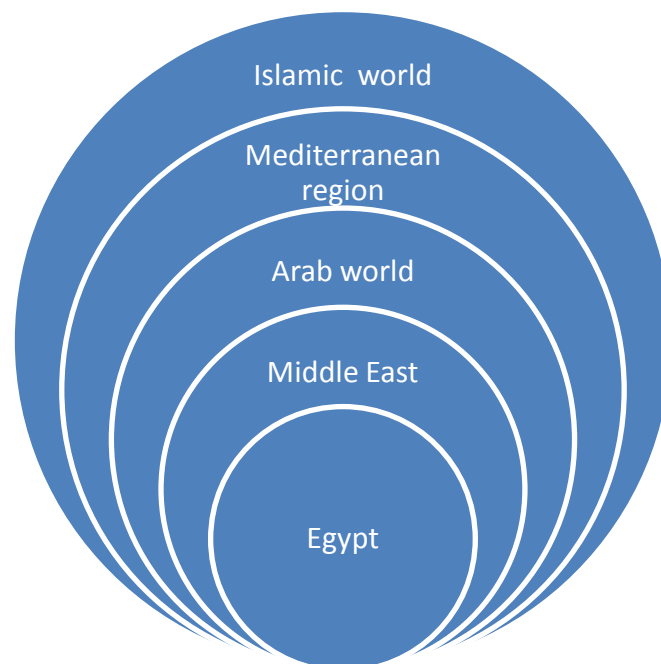 Islamic  world
Mediterranean
region
Arab world
Middle East
Egypt